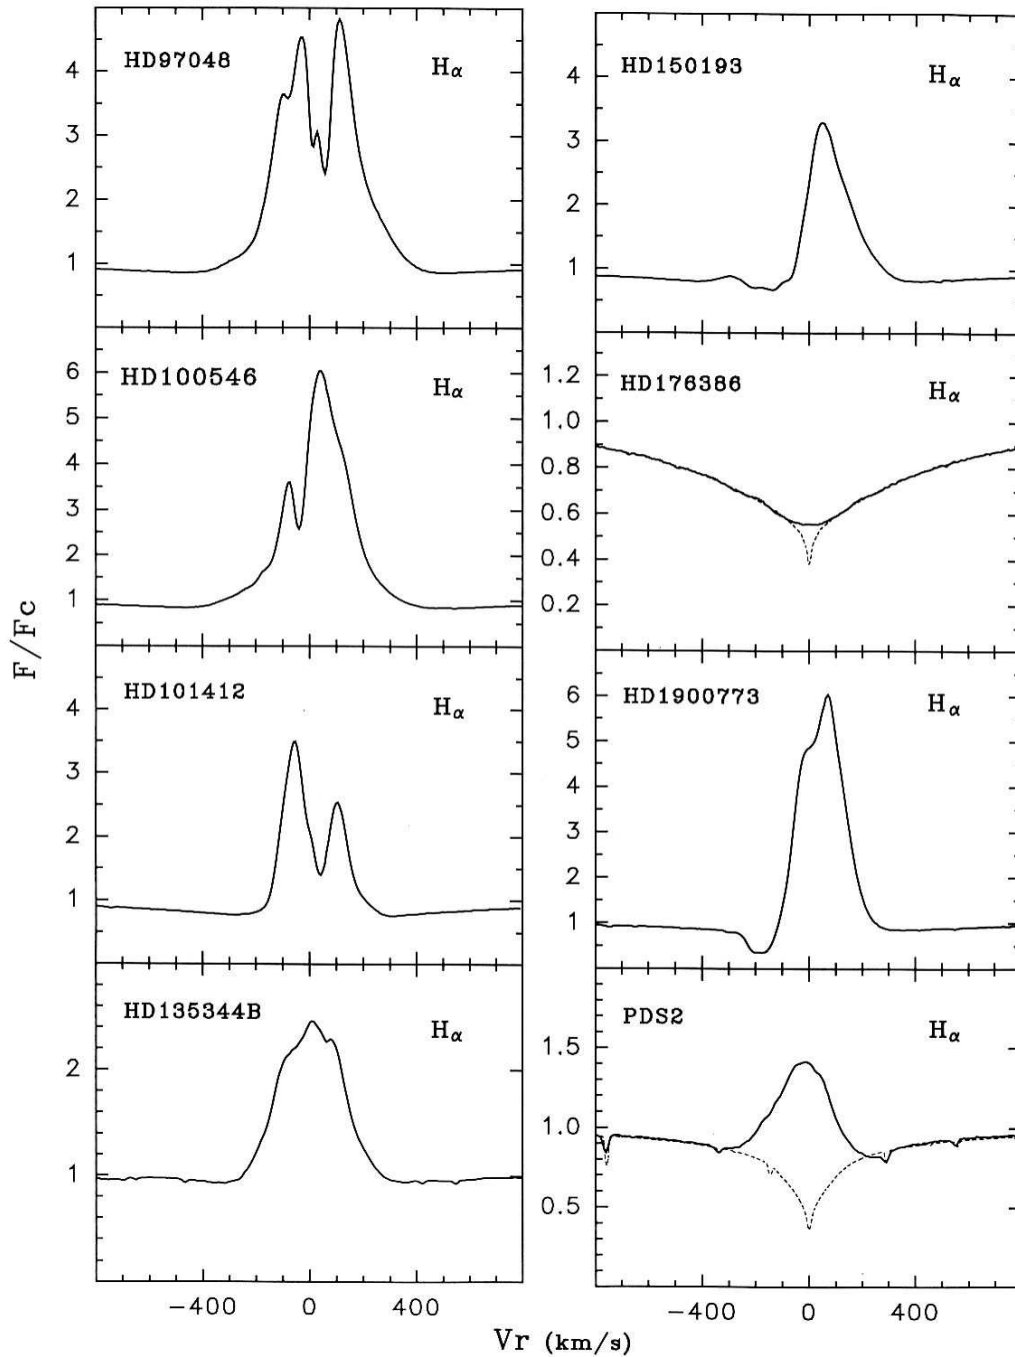 HD97048 Hα
4
3
2
1
HD100546 Hα
6
5
4
3
2
1
HD101412 Hα
4
3
2
1
HD135344B Hα
2
1
−400 0 400
HD150193 Hα
4
3
2
1
HD176386 Hα
1.2
1.0
0.8
0.6
0.4
0.2
HD1900773 Hα
6
5
4
3
2
1
PDS2 Hα
1.5
1.0
0.5
−400 0 400
F/Fc
Vr (km/s)